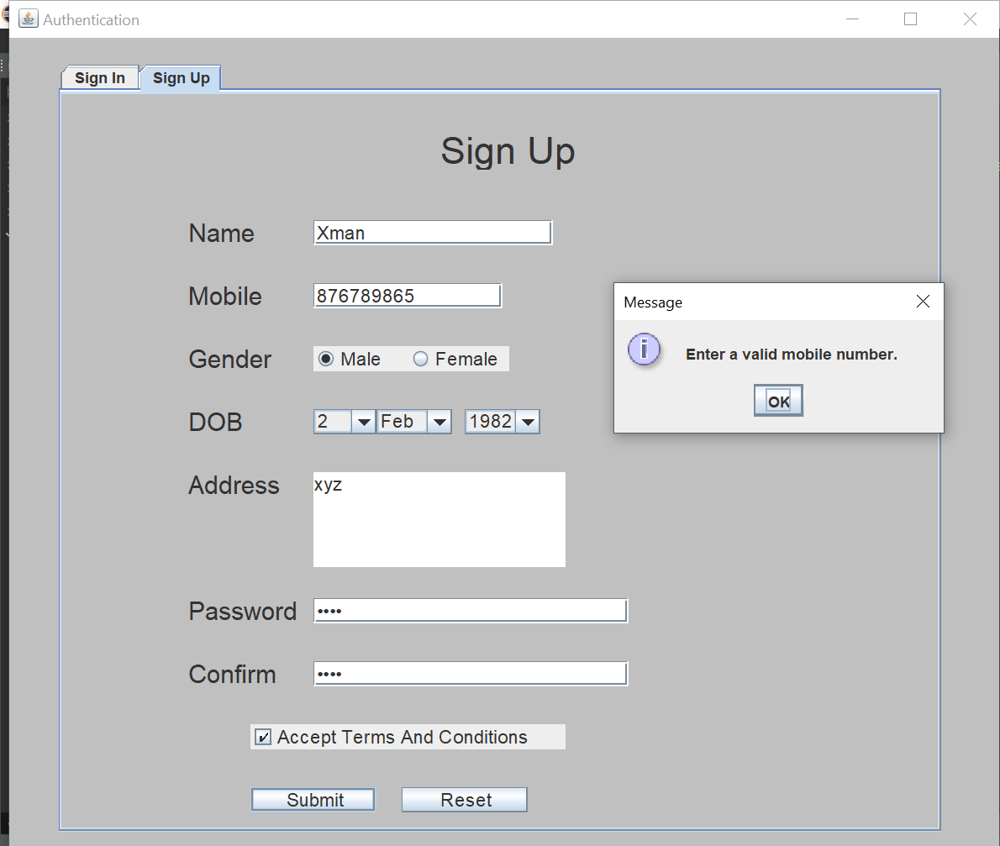 Authentication
Sign In Sign Up
Sign Up
Name Xman
Mobile 876789865
Message
Enter a valid mobile number.
OK
Gender Male Female
DOB 2 Feb 1982
Address xyz
Password ••••
Confirm ••••
Accept Terms And Conditions
Submit Reset